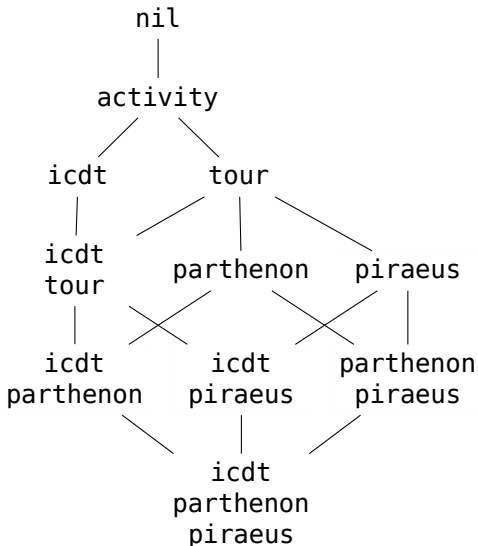 nil
activity
icdt
tour
icdt
tour
parthenon
piraeus
icdt
parthenon
icdt
piraeus
parthenon
piraeus
icdt
parthenon
piraeus